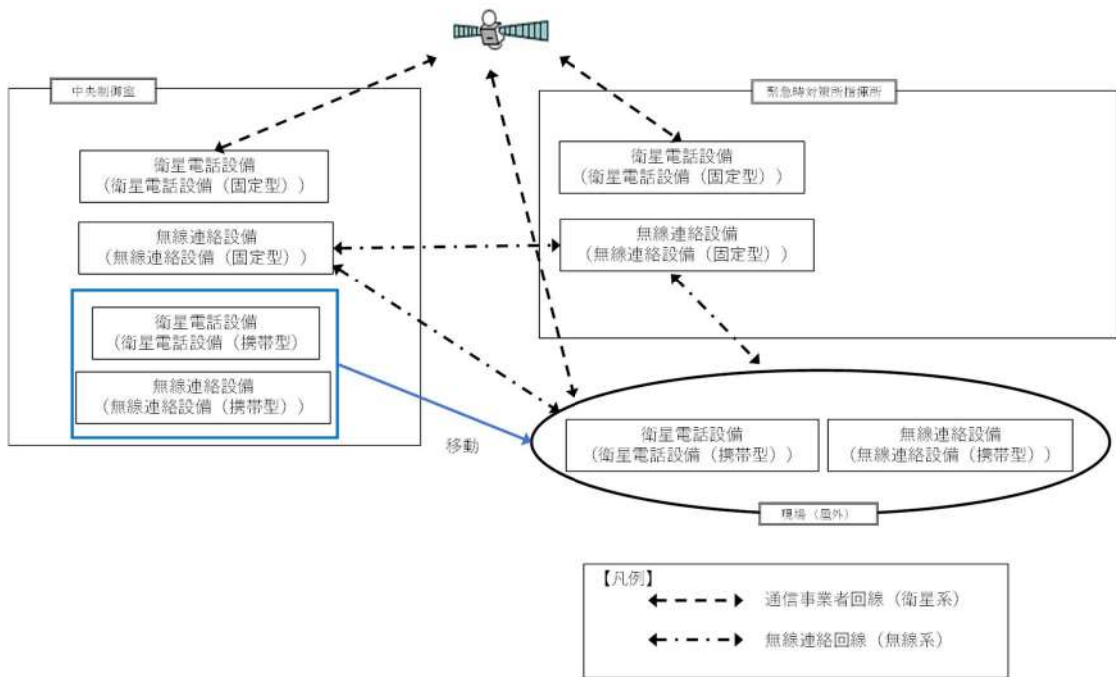 中央制御室
緊急時対策所指揮所
衛星電話設備
（衛星電話設備（固定型））
衛星電話設備
（衛星電話設備（固定型））
無線連絡設備
（無線連絡設備（固定型））
無線連絡設備
（無線連絡設備（固定型））
衛星電話設備
（衛星電話設備（携帯型）
無線連絡設備
（無線連絡設備（携帯型））
移動
衛星電話設備
（衛星電話設備（携帯型））
無線連絡設備
（無線連絡設備（携帯型））
現場（屋外）
【凡例】
通信事業者回線（衛星系）
無線連絡回線（無線系）